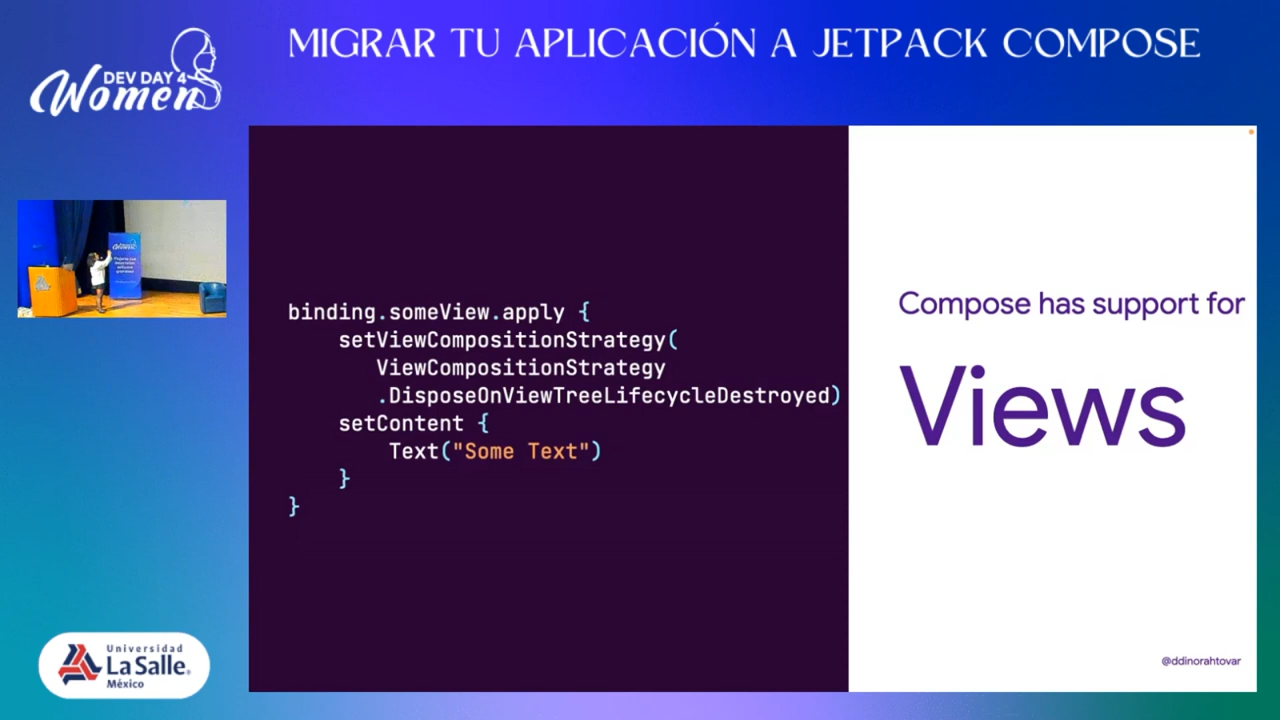 MIGRAR TU APLICACIÓN A JETPACK COMPOSE
DEV DAY 4
Women
binding.someView.apply {
setViewCompositionStrategy(
ViewCompositionStrategy
.DisposeOnViewTreeLifecycleDestroyed)
setContent {
Text("Some Text")
}
}
Compose has support for
Views
@ddinorahtovar
Universidad
La Salle®
México